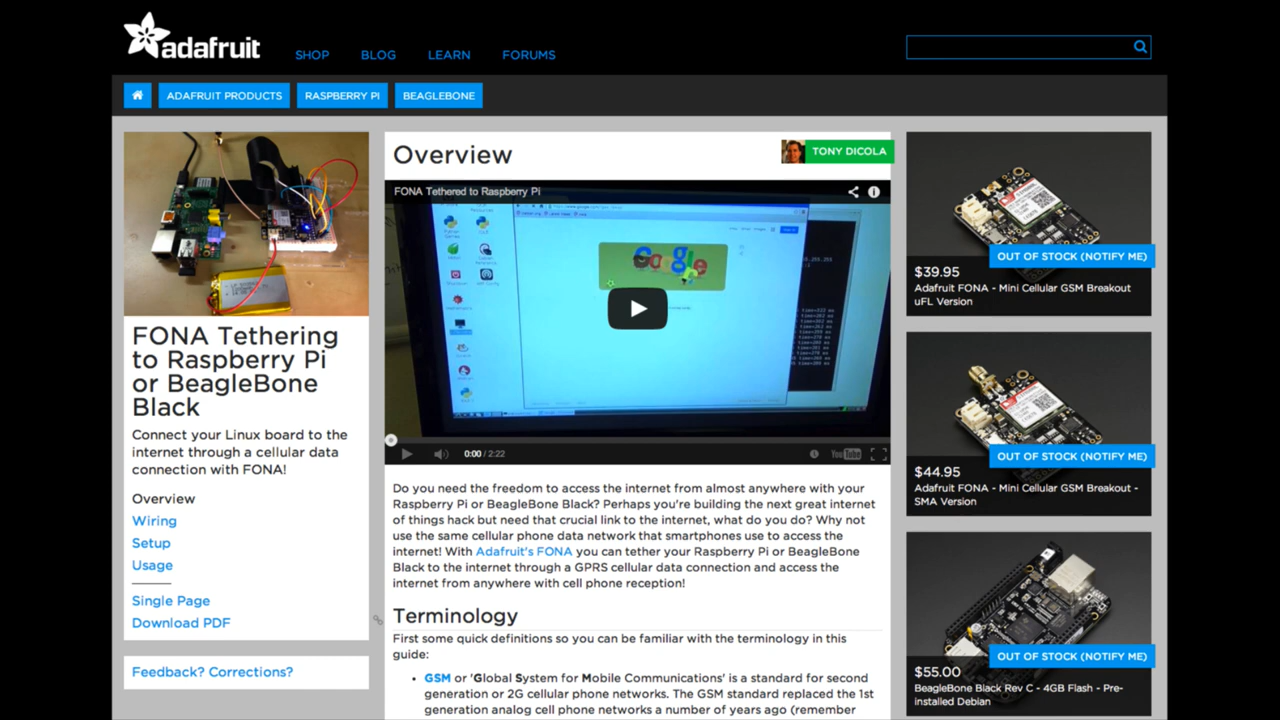 adafruit
SHOP BLOG LEARN FORUMS
ADAFRUIT PRODUCTS RASPBERRY PI BEAGLEBONE
FONA Tethering
to Raspberry Pi
or BeagleBone
Black
Connect your Linux board to the
internet through a cellular data
connection with FONA!
Overview
Wiring
Setup
Usage
Single Page
Download PDF
Feedback? Corrections?
Overview
TONY DICOLA
FONA Tethered to Raspberry Pi
Google
0:00 / 2:22
YouTube
Do you need the freedom to access the internet from almost anywhere with your
Raspberry Pi or BeagleBone Black? Perhaps you're building the next great internet
of things hack but need that crucial link to the internet, what do you do? Why not
use the same cellular phone data network that smartphones use to access the
internet! With Adafruit's FONA you can tether your Raspberry Pi or BeagleBone
Black to the internet through a GPRS cellular data connection and access the
internet from anywhere with cell phone reception!
Terminology
First some quick definitions so you can be familiar with the terminology in this
guide:
• GSM or 'Global System for Mobile Communications' is a standard for second
generation or 2G cellular phone networks. The GSM standard replaced the 1st
generation analog cell phone networks a number of years ago (remember
OUT OF STOCK (NOTIFY ME)
$39.95
Adafruit FONA - Mini Cellular GSM Breakout
uFL Version
OUT OF STOCK (NOTIFY ME)
$44.95
Adafruit FONA - Mini Cellular GSM Breakout -
SMA Version
OUT OF STOCK (NOTIFY ME)
$55.00
BeagleBone Black Rev C - 4GB Flash - Pre-
installed Debian